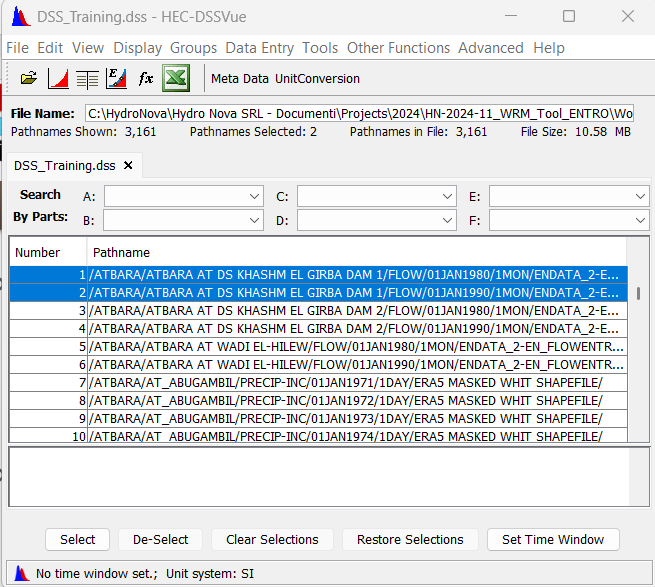 DSS_Training.dss - HEC-DSSVue
File Edit View Display Groups Data Entry Tools Other Functions Advanced Help
fx Meta Data UnitConversion
File Name: C:\HydroNova\Hydro Nova SRL - Documenti\Projects\2024\HN-2024-11_WRM_Tool_ENTRO\Wo
Pathnames Shown: 3,161 Pathnames Selected: 2 Pathnames in File: 3,161 File Size: 10.58 MB
DSS_Training.dss
Search A: C: E:
By Parts: B: D: F:
Number Pathname
1 /ATBARA/ATBARA AT DS KHASHM EL GIRBA DAM 1/FLOW/01JAN1980/1MON/ENDATA_2-E...
2 /ATBARA/ATBARA AT DS KHASHM EL GIRBA DAM 1/FLOW/01JAN1990/1MON/ENDATA_2-E...
3 /ATBARA/ATBARA AT DS KHASHM EL GIRBA DAM 2/FLOW/01JAN1980/1MON/ENDATA_2-E...
4 /ATBARA/ATBARA AT DS KHASHM EL GIRBA DAM 2/FLOW/01JAN1990/1MON/ENDATA_2-E...
5 /ATBARA/ATBARA AT WADI EL-HILEW/FLOW/01JAN1980/1MON/ENDATA_2-EN_FLOWENTR...
6 /ATBARA/ATBARA AT WADI EL-HILEW/FLOW/01JAN1990/1MON/ENDATA_2-EN_FLOWENTR...
7 /ATBARA/AT_ABUGAMBIL/PRECIP-INC/01JAN1971/1DAY/ERA5 MASKED WHIT SHAPEFILE/
8 /ATBARA/AT_ABUGAMBIL/PRECIP-INC/01JAN1972/1DAY/ERA5 MASKED WHIT SHAPEFILE/
9 /ATBARA/AT_ABUGAMBIL/PRECIP-INC/01JAN1973/1DAY/ERA5 MASKED WHIT SHAPEFILE/
10 /ATBARA/AT_ABUGAMBIL/PRECIP-INC/01JAN1974/1DAY/ERA5 MASKED WHIT SHAPEFILE/
Select De-Select Clear Selections Restore Selections Set Time Window
No time window set.; Unit system: SI